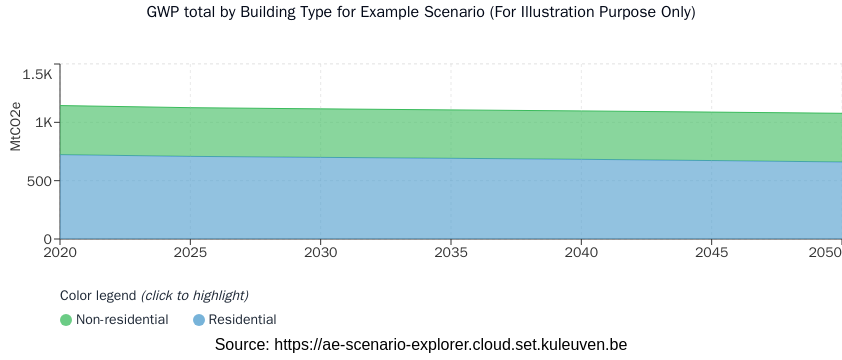 GWP total by Building Type for Example Scenario (For Illustration Purpose Only)
1.5K
1K
500
0
MtCO2e
2020 2025 2030 2035 2040 2045 2050
Color legend (click to highlight)
Non-residential Residential
Source: https://ae-scenario-explorer.cloud.set.kuleuven.be